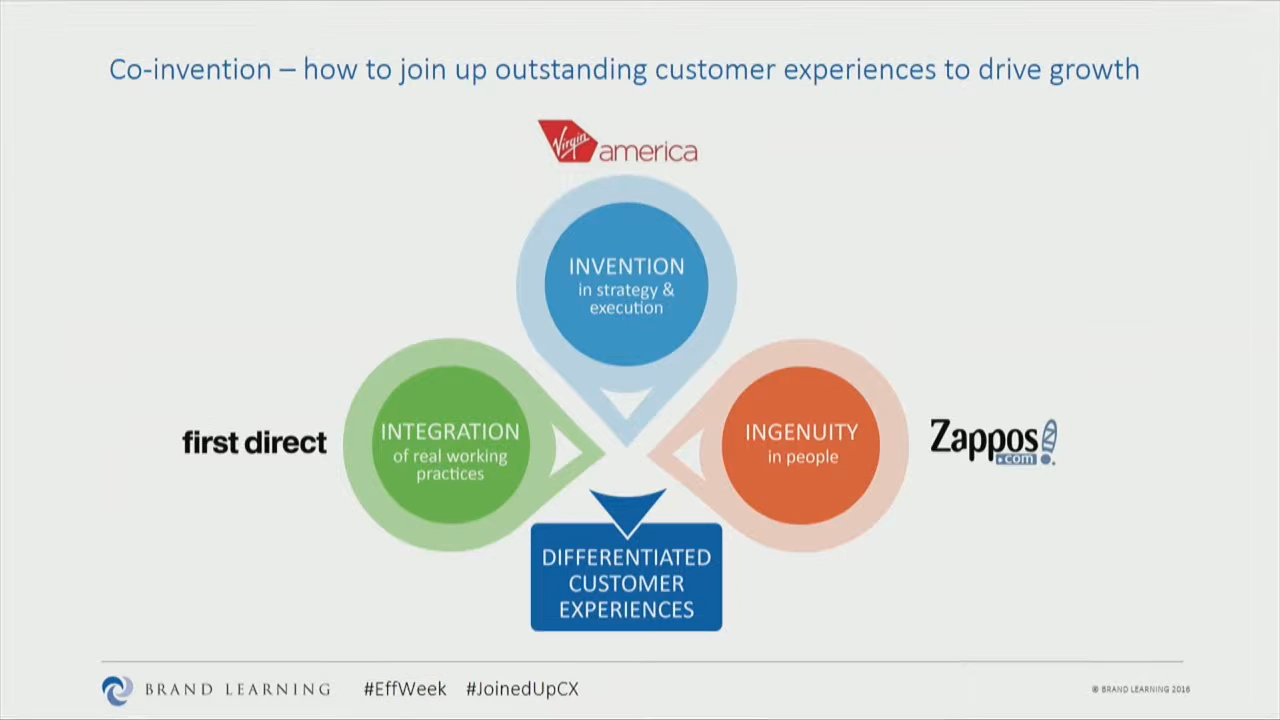 Co-invention – how to join up outstanding customer experiences to drive growth
Virgin america
INVENTION
in strategy &
execution
first direct
INTEGRATION
of real working
practices
INGENUITY
in people
Zappos
.com
DIFFERENTIATED
CUSTOMER
EXPERIENCES
BRAND LEARNING
#EffWeek #JoinedUpCX
© BRAND LEARNING 2016